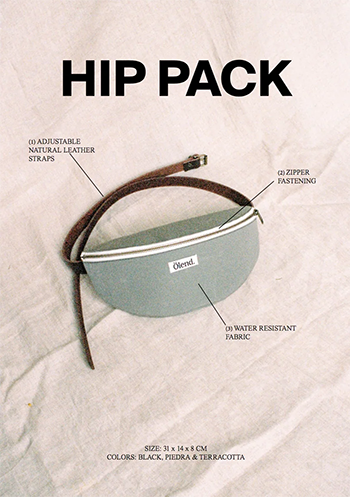 HIP PACK
(1) ADJUSTABLE
NATURAL LEATHER
STRAPS
(2) ZIPPER
FASTENING
Ölend.
(3) WATER RESISTANT
FABRIC
SIZE: 31 x 14 x 8 CM
COLORS: BLACK, PIEDRA & TERRACOTTA